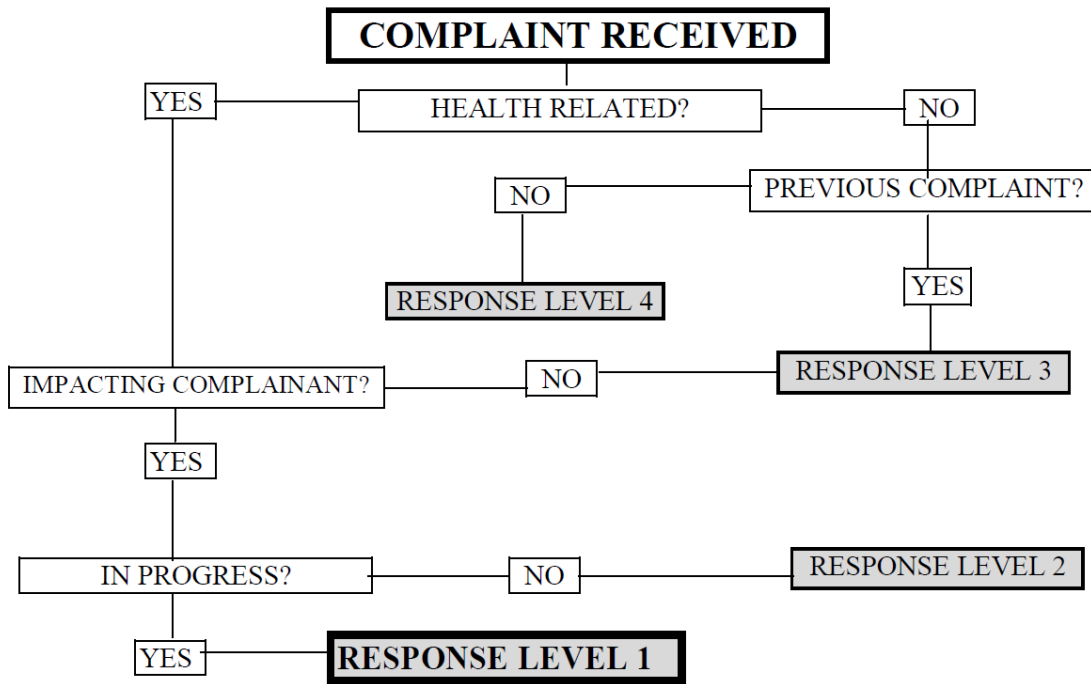 COMPLAINT RECEIVED
YES
HEALTH RELATED?
NO
NO
PREVIOUS COMPLAINT?
RESPONSE LEVEL 4
YES
IMPACTING COMPLAINANT?
NO
RESPONSE LEVEL 3
YES
IN PROGRESS?
NO
RESPONSE LEVEL 2
YES
RESPONSE LEVEL 1